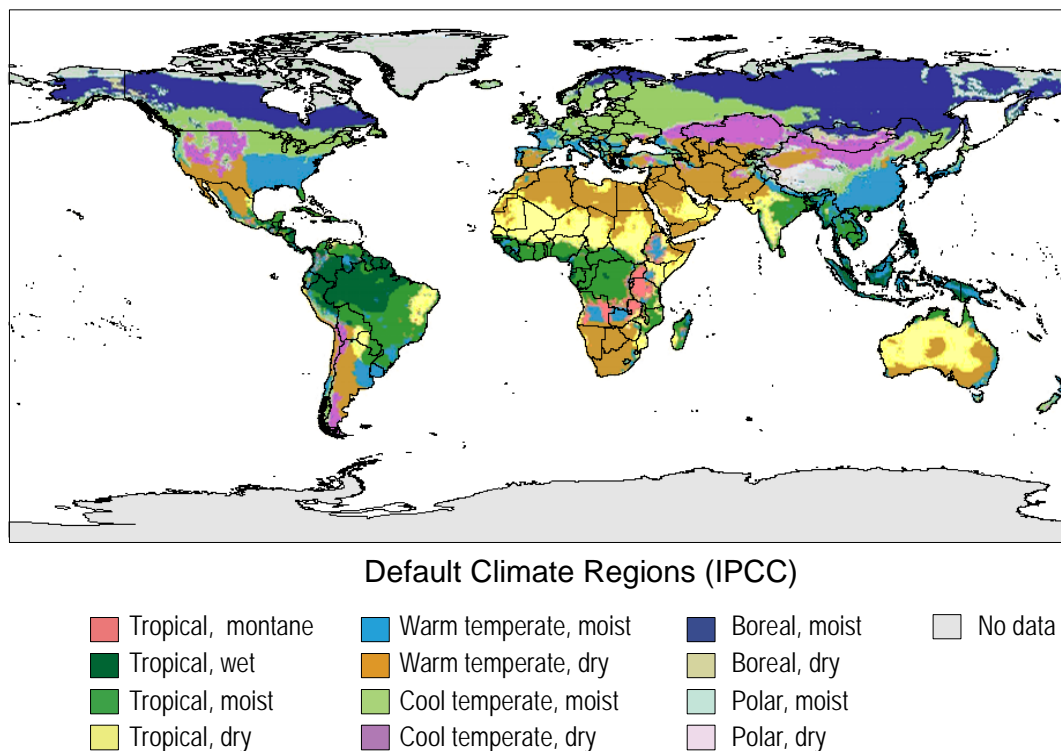 Default Climate Regions (IPCC)
Tropical, montane
Tropical, wet
Tropical, moist
Tropical, dry
Warm temperate, moist
Warm temperate, dry
Cool temperate, moist
Cool temperate, dry
Boreal, moist
Boreal, dry
Polar, moist
Polar, dry
No data